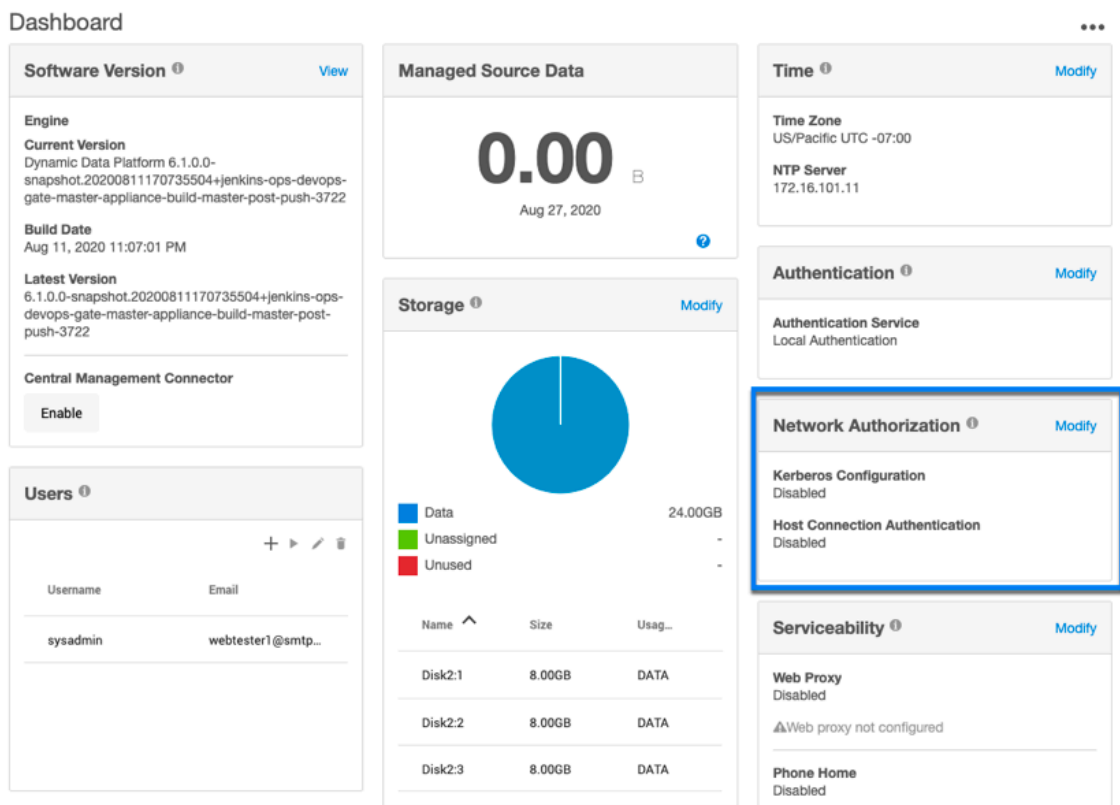 Dashboard
Software Version
View
Engine
Current Version
Dynamic Data Platform 6.1.0.0-
snapshot.20200811170735504+jenkins-ops-devops-
gate-master-appliance-build-master-post-push-3722
Build Date
Aug 11, 2020 11:07:01 PM
Latest Version
6.1.0.0-snapshot.20200811170735504+jenkins-ops-
devops-gate-master-appliance-build-master-post-
push-3722
Central Management Connector
Enable
Users
Username Email
sysadmin webtester1@smtp...
Managed Source Data
0.00 B
Aug 27, 2020
Storage
Modify
Data 24.00GB
Unassigned -
Unused -
Name Size Usag...
Disk2:1 8.00GB DATA
Disk2:2 8.00GB DATA
Disk2:3 8.00GB DATA
Time
Modify
Time Zone
US/Pacific UTC -07:00
NTP Server
172.16.101.11
Authentication
Modify
Authentication Service
Local Authentication
Network Authorization
Modify
Kerberos Configuration
Disabled
Host Connection Authentication
Disabled
Serviceability
Modify
Web Proxy
Disabled
Web proxy not configured
Phone Home
Disabled